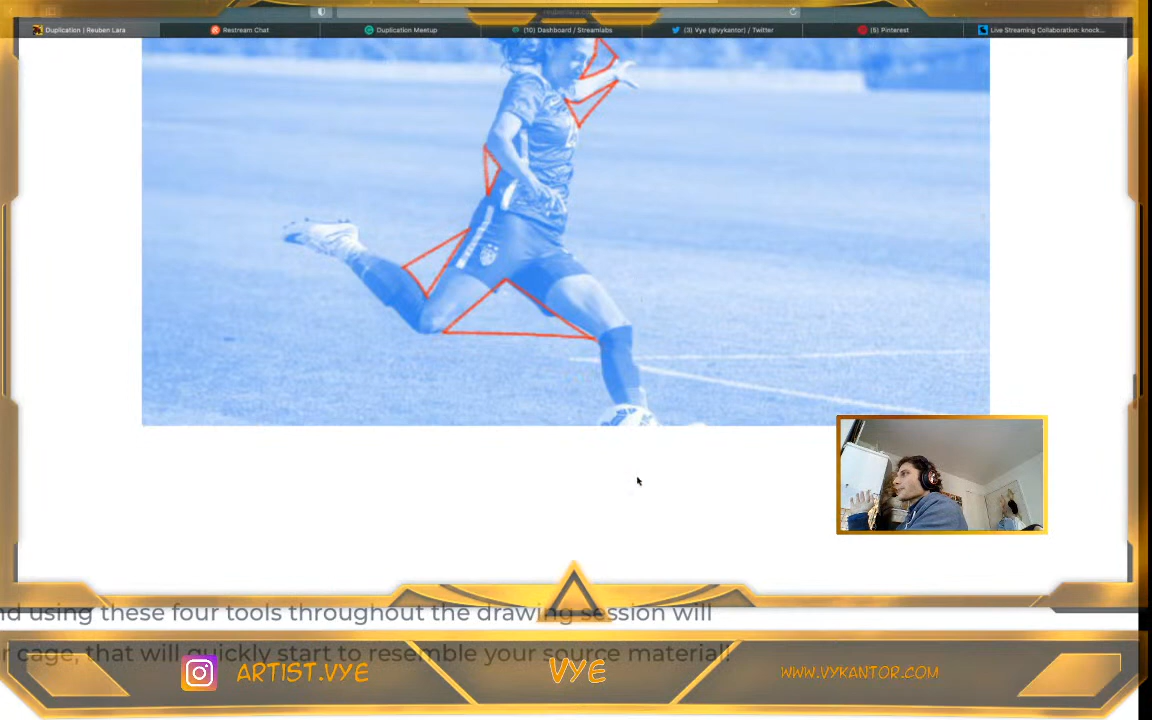 Duplication | Reuben Lara
Restream Chat
Duplication Meetup
(10) Dashboard / Streamlabs
(3) Vye (@vykantor) / Twitter
(5) Pinterest
Live Streaming Collaboration: knock...
nd using these four tools throughout the drawing session will
r cage, that will quickly start to resemble your source material!
ARTIST.VYE
VYE
WWW.VYKANTOR.COM